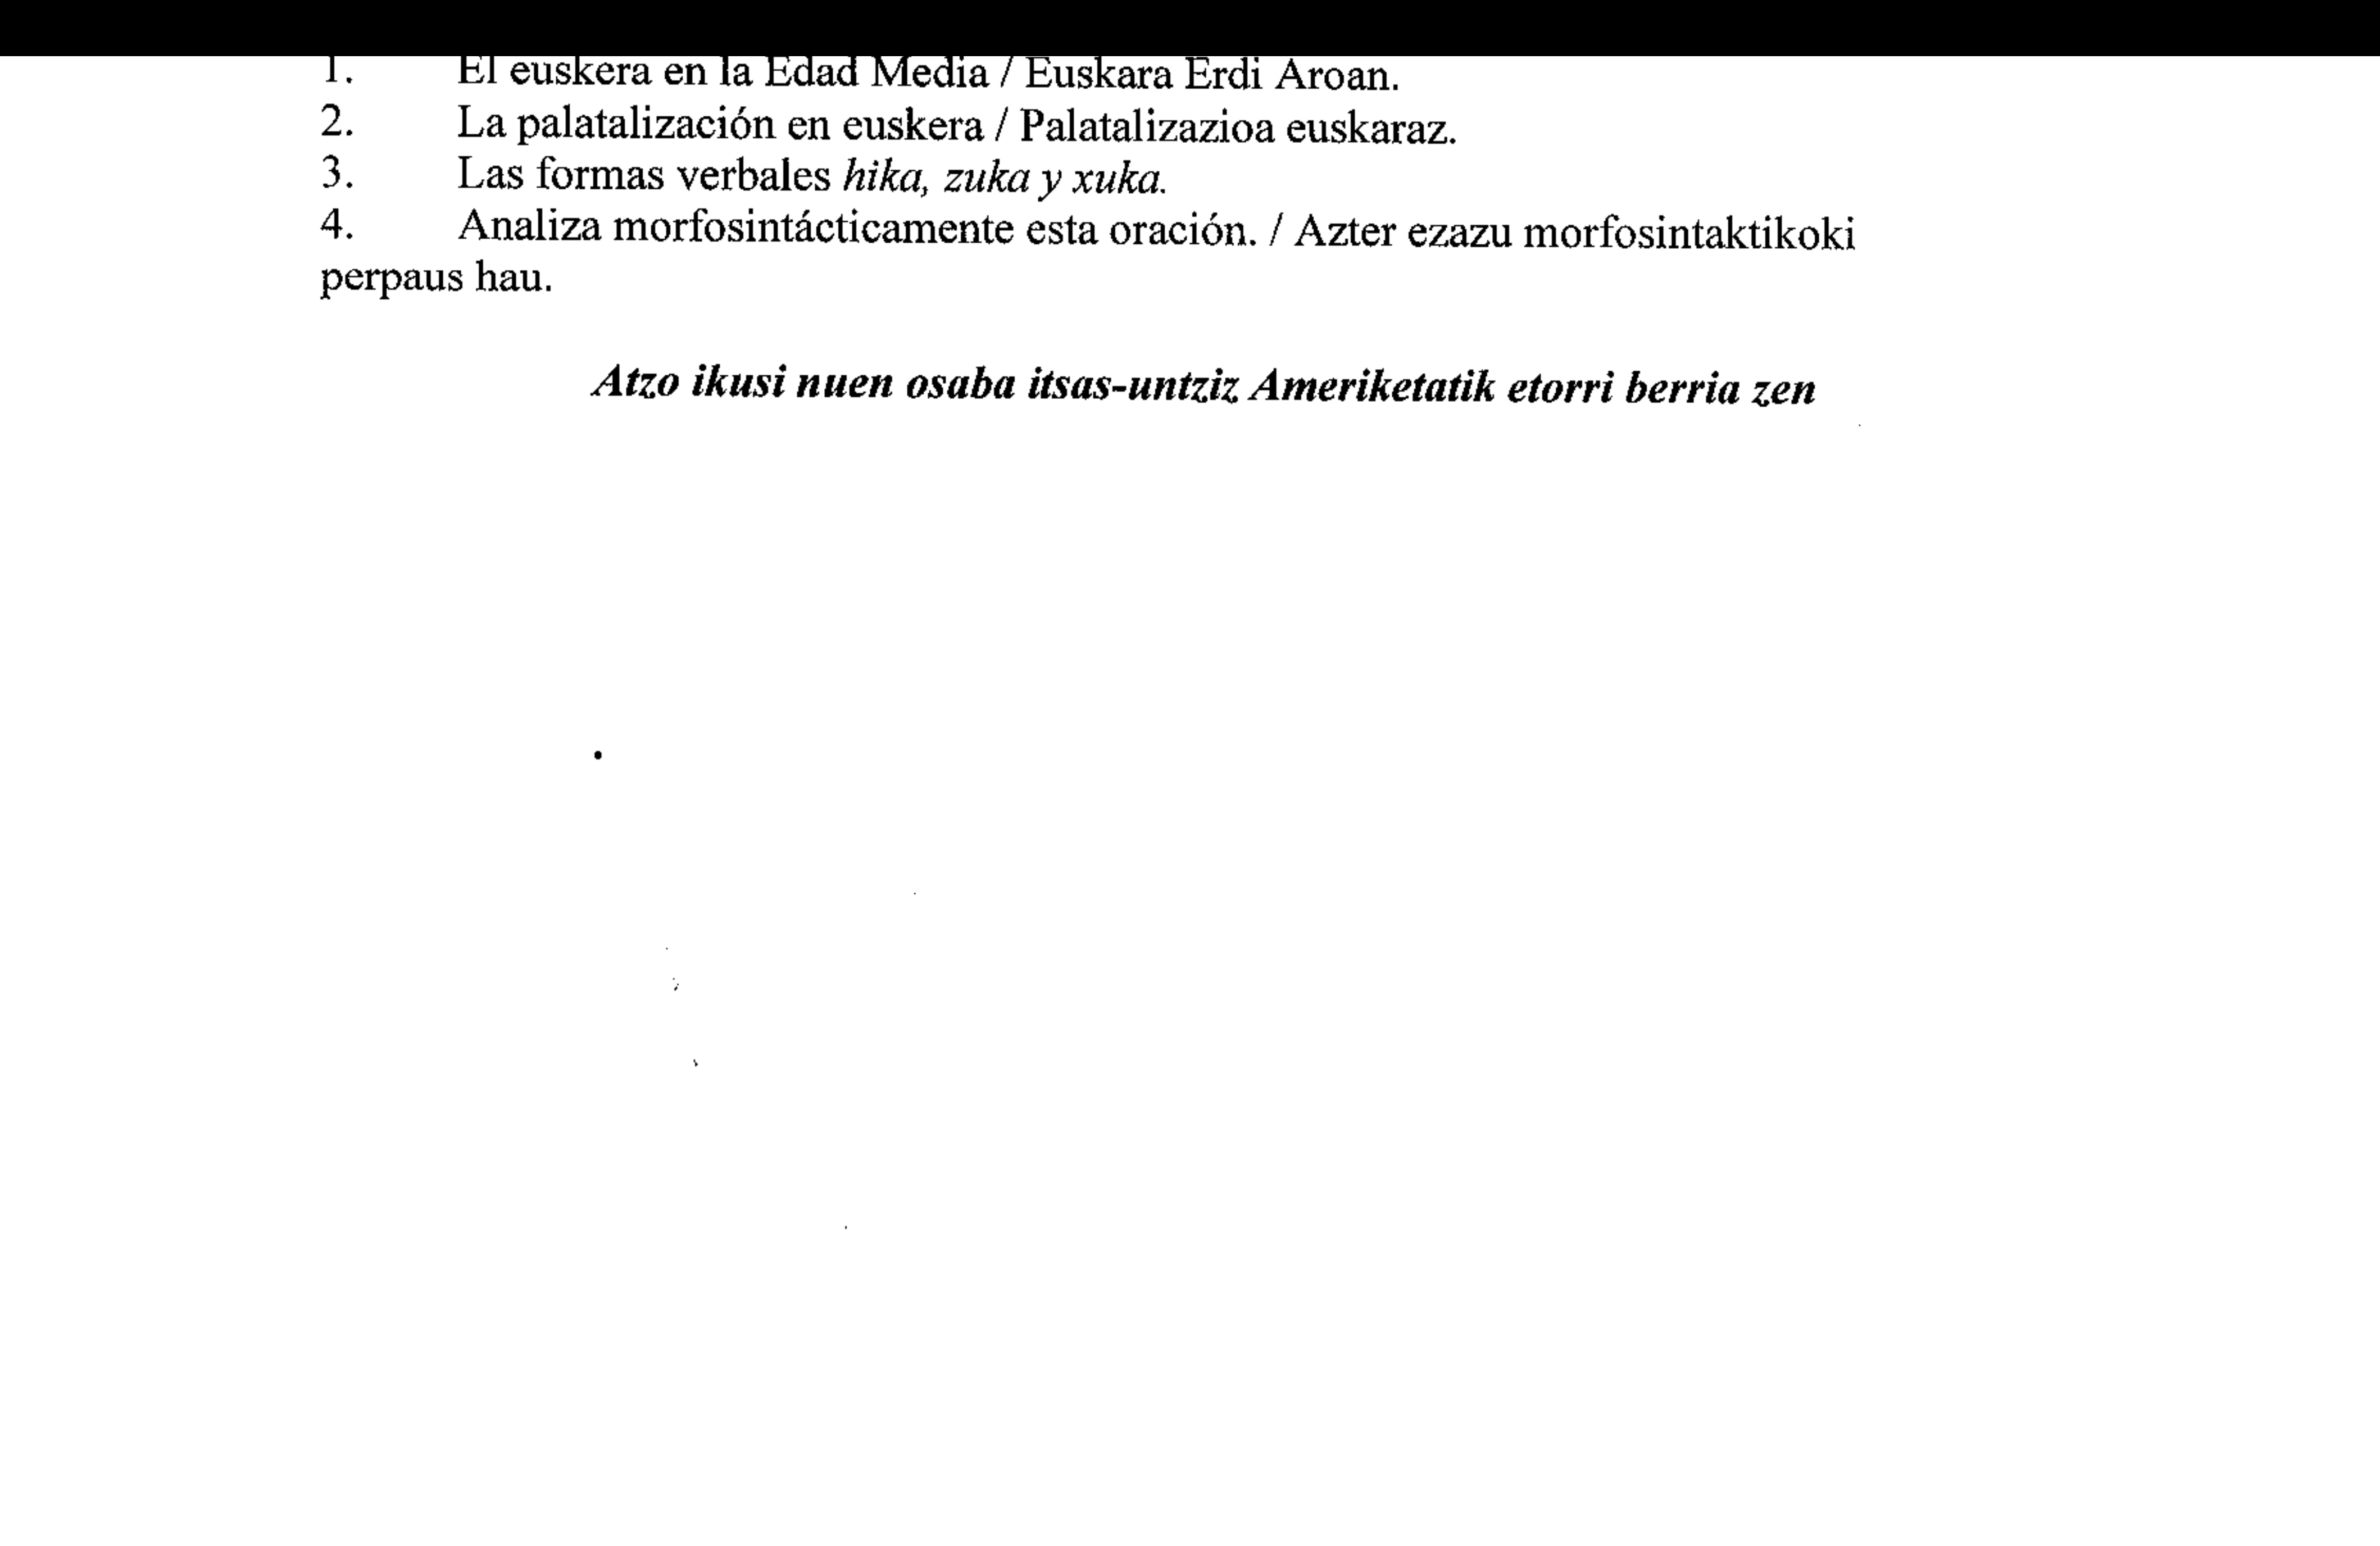 1. El euskera en la Edad Media / Euskara Erdi Aroan.
2. La palatalización en euskera / Palatalizazioa euskaraz.
3. Las formas verbales hika, zuka y xuka.
4. Analiza morfosintácticamente esta oración. / Azter ezazu morfosintaktikoki
perpaus hau.
Atzo ikusi nuen osaba itsas-untziz Ameriketatik etorri berria zen